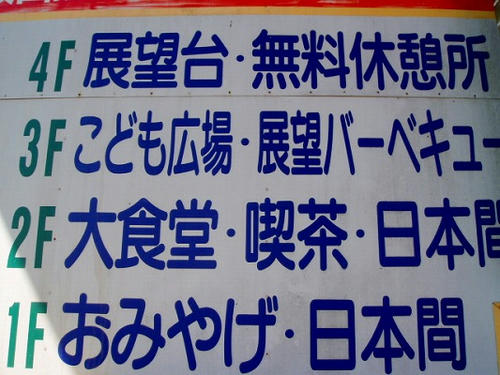 4F 展望台・無料休憩所
3F こども広場・展望バーベキュー
2F 大食堂・喫茶・日本間
1F おみやげ・日本間